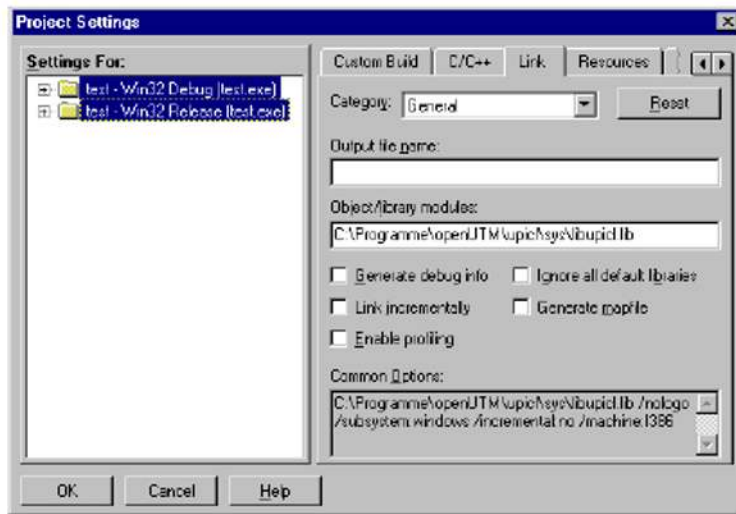 Project Settings
Settings For:
test - Win32 Debug (test.exe)
test - Win32 Release (test.exe)
Custom Build
C/C++
Link
Resources
Category:
General
Reset
Output file name:
Object/library modules:
C:\Programme\openUTM\upicl\sys\libupicl.lib
Generate debug info
Ignore all default libraries
Link incrementally
Generate mapfile
Enable profiling
Common Options:
C:\Programme\openUTM\upicl\sys\libupicl.lib /nologo
/subsystem:windows /incremental:no /machine:I386
OK
Cancel
Help